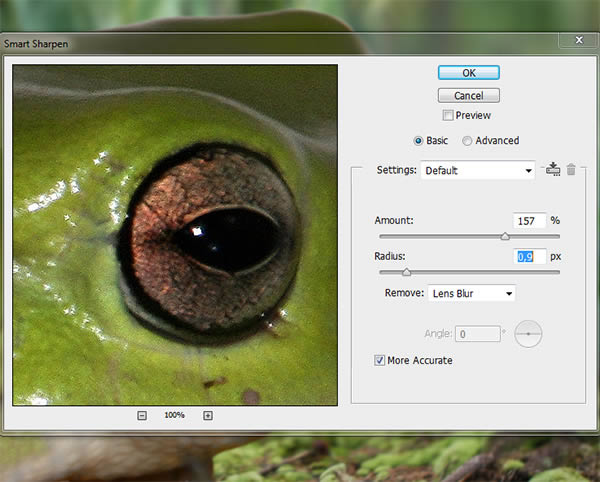 Smart Sharpen
OK
Cancel
Preview
Basic Advanced
Settings: Default
Amount: 157 %
Radius: 0,9 px
Remove: Lens Blur
Angle: 0 °
More Accurate
100%